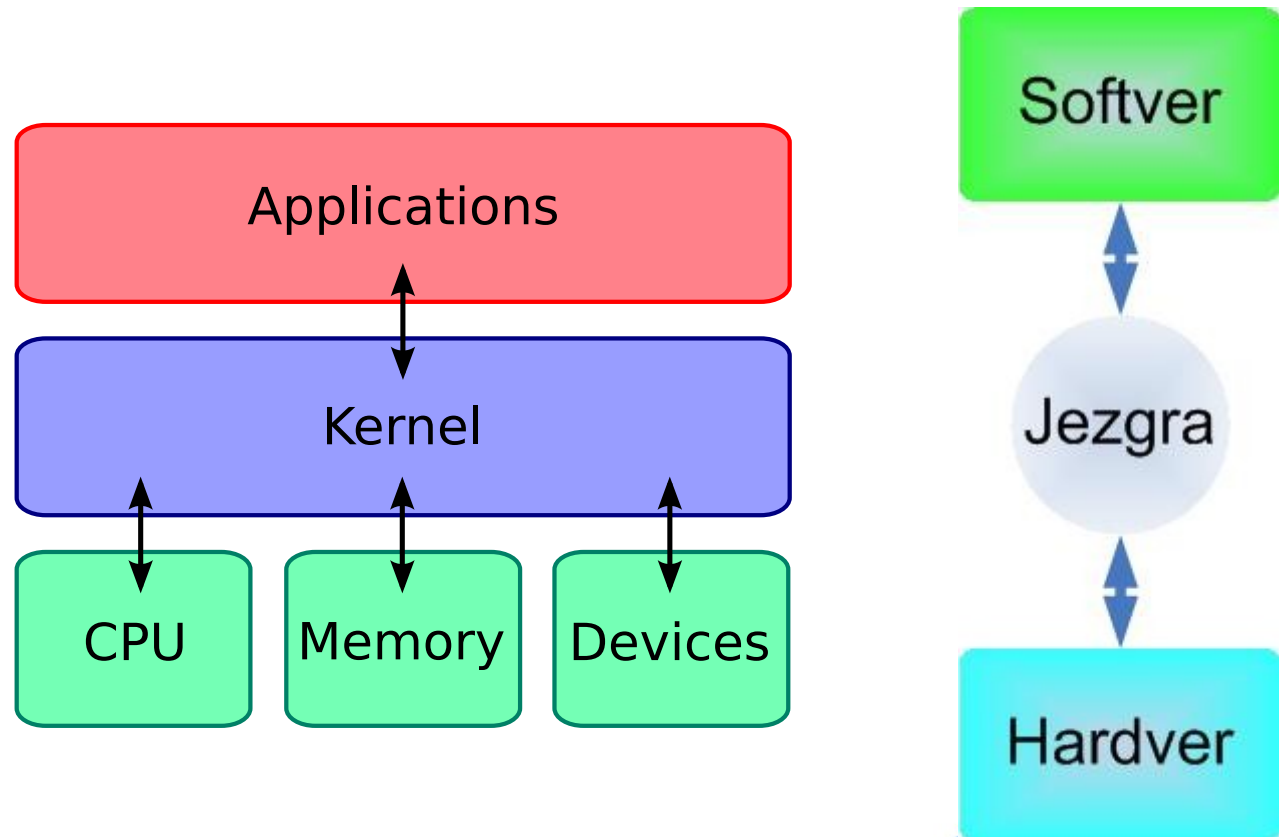 Applications
Kernel
CPU
Memory
Devices
Softver
Jezgra
Hardver